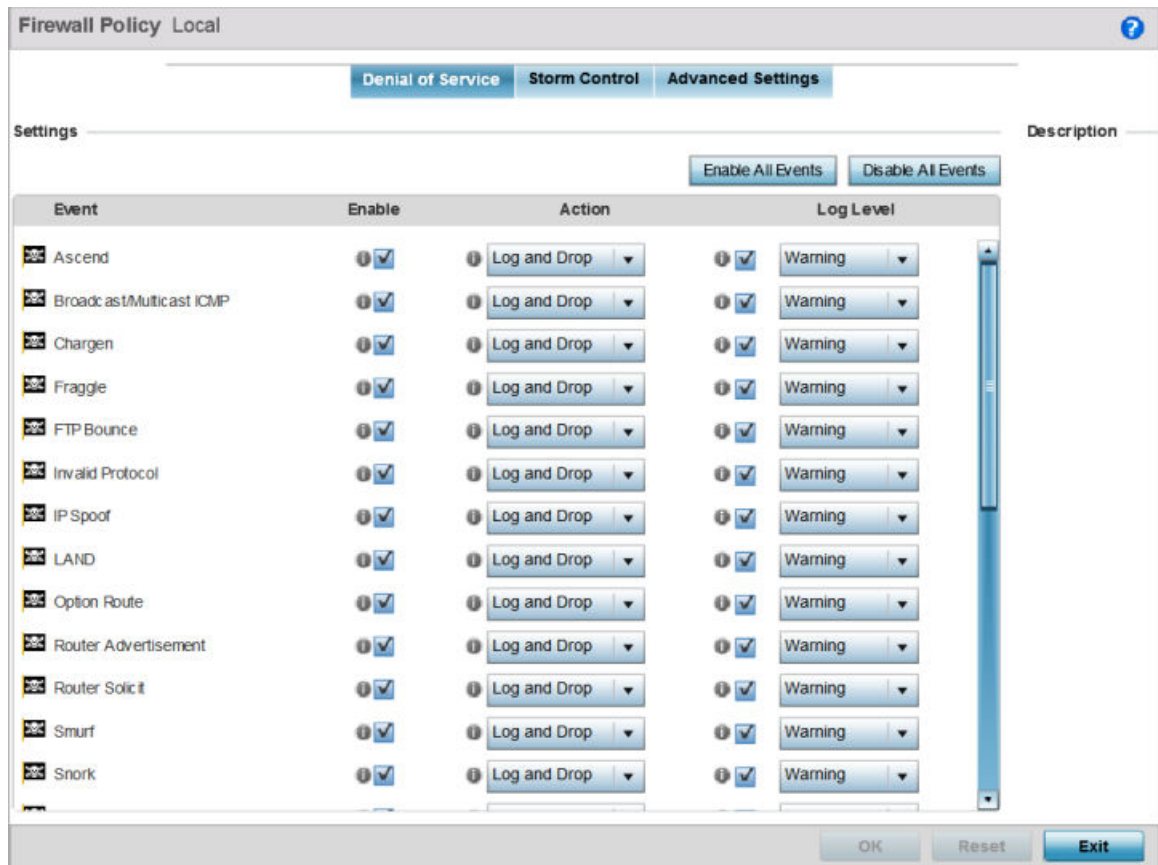 Firewall Policy Local
Denial of Service Storm Control Advanced Settings
Settings Description
Enable All Events Disable All Events
Event Enable Action Log Level
Ascend Log and Drop Warning
Broadcast/Multicast ICMP Log and Drop Warning
Chargen Log and Drop Warning
Fraggle Log and Drop Warning
FTP Bounce Log and Drop Warning
Invalid Protocol Log and Drop Warning
IP Spoof Log and Drop Warning
LAND Log and Drop Warning
Option Route Log and Drop Warning
Router Advertisement Log and Drop Warning
Router Solicit Log and Drop Warning
Smurf Log and Drop Warning
Snork Log and Drop Warning
OK Reset Exit